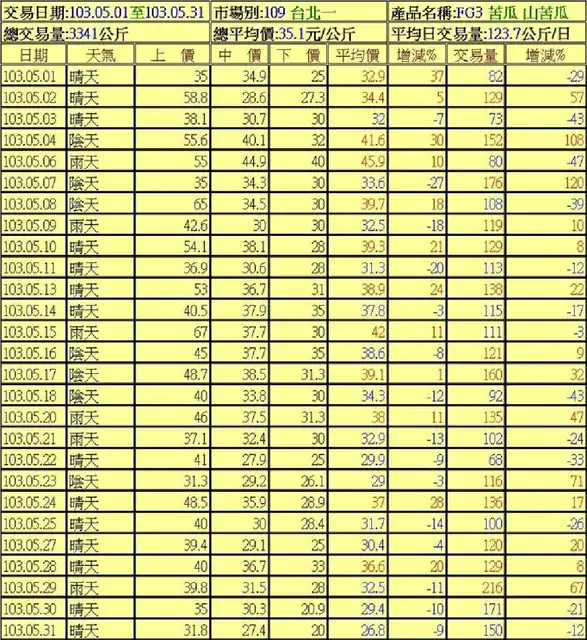 交易日期:103.05.01至103.05.31 市場別:109 台北一 產品名稱:FG3 苦瓜 山苦瓜
總交易量:3341公斤 總平均價:35.1元/公斤 平均日交易量:123.7公斤/日
日期 天氣 上 價 中 價 下 價 平均價 增減% 交易量 增減%
103.05.01 晴天 35 34.9 25 32.9 37 82 -29
103.05.02 晴天 58.8 28.6 27.3 34.4 5 129 57
103.05.03 晴天 38.1 30.7 30 32 -7 73 -43
103.05.04 陰天 55.6 40.1 32 41.6 30 152 108
103.05.06 雨天 55 44.9 40 45.9 10 80 -47
103.05.07 陰天 35 34.3 30 33.6 -27 176 120
103.05.08 陰天 65 34.5 30 39.7 18 108 -39
103.05.09 雨天 42.6 30 30 32.5 -18 119 10
103.05.10 晴天 54.1 38.1 28 39.3 21 129 8
103.05.11 晴天 36.9 30.6 28 31.3 -20 113 -12
103.05.13 晴天 53 36.7 31 38.9 24 138 22
103.05.14 晴天 40.5 37.9 35 37.8 -3 115 -17
103.05.15 雨天 67 37.7 30 42 11 111 -3
103.05.16 陰天 45 37.7 35 38.6 -8 121 9
103.05.17 陰天 48.7 38.5 31.3 39.1 1 160 32
103.05.18 陰天 40 33.8 30 34.3 -12 92 -43
103.05.20 雨天 46 37.5 31.3 38 11 135 47
103.05.21 雨天 37.1 32.4 30 32.9 -13 102 -24
103.05.22 晴天 41 27.9 25 29.9 -9 68 -33
103.05.23 陰天 31.3 29.2 26.1 29 -3 116 71
103.05.24 晴天 48.5 35.9 28.9 37 28 136 17
103.05.25 晴天 40 30 28.4 31.7 -14 100 -26
103.05.27 晴天 39.4 29.1 25 30.4 -4 120 20
103.05.28 晴天 40 36.7 33 36.6 20 129 8
103.05.29 雨天 39.8 31.5 28 32.5 -11 216 67
103.05.30 晴天 35 30.3 20.9 29.4 -10 171 -21
103.05.31 晴天 31.8 27.4 20 26.8 -9 150 -12